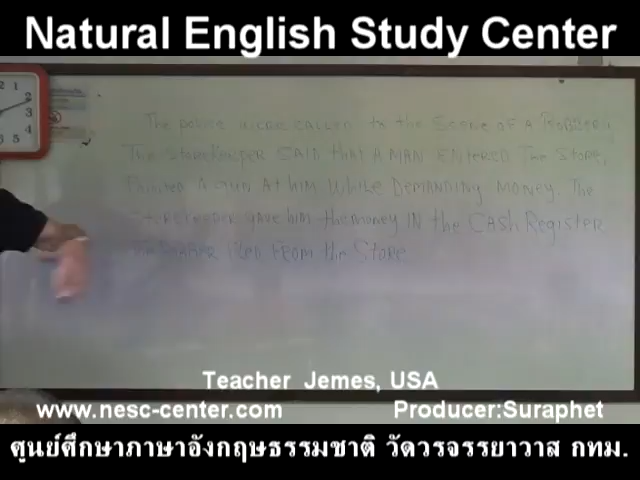 Natural English Study Center
The police were called to the Scene of A Robbery.
The Storekeeper SAID that A MAN ENTERED The STORE,
Pointed A GUN At HIM While DEMANDING MONEY. The
Storekeeper gave him the money IN the CASH Register
Robber fled FROM the Store
Teacher Jemes, USA
www.nesc-center.com
Producer:Suraphet
ศูนย์ศึกษาภาษาอังกฤษธรรมชาติ วัดวรจรรยาวาส กทม.